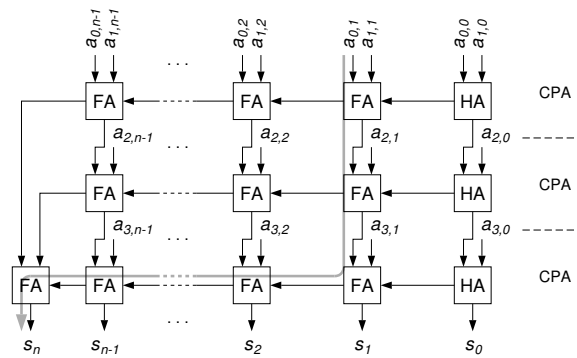 a0,n-1 a1,n-1 . . . a0,2 a1,2 a0,1 a1,1 a0,0 a1,0
FA FA FA HA CPA
a2,n-1 . . . a2,2 a2,1 a2,0
FA FA FA HA CPA
a3,n-1 . . . a3,2 a3,1 a3,0
FA FA FA FA HA CPA
sn sn-1 . . . s2 s1 s0